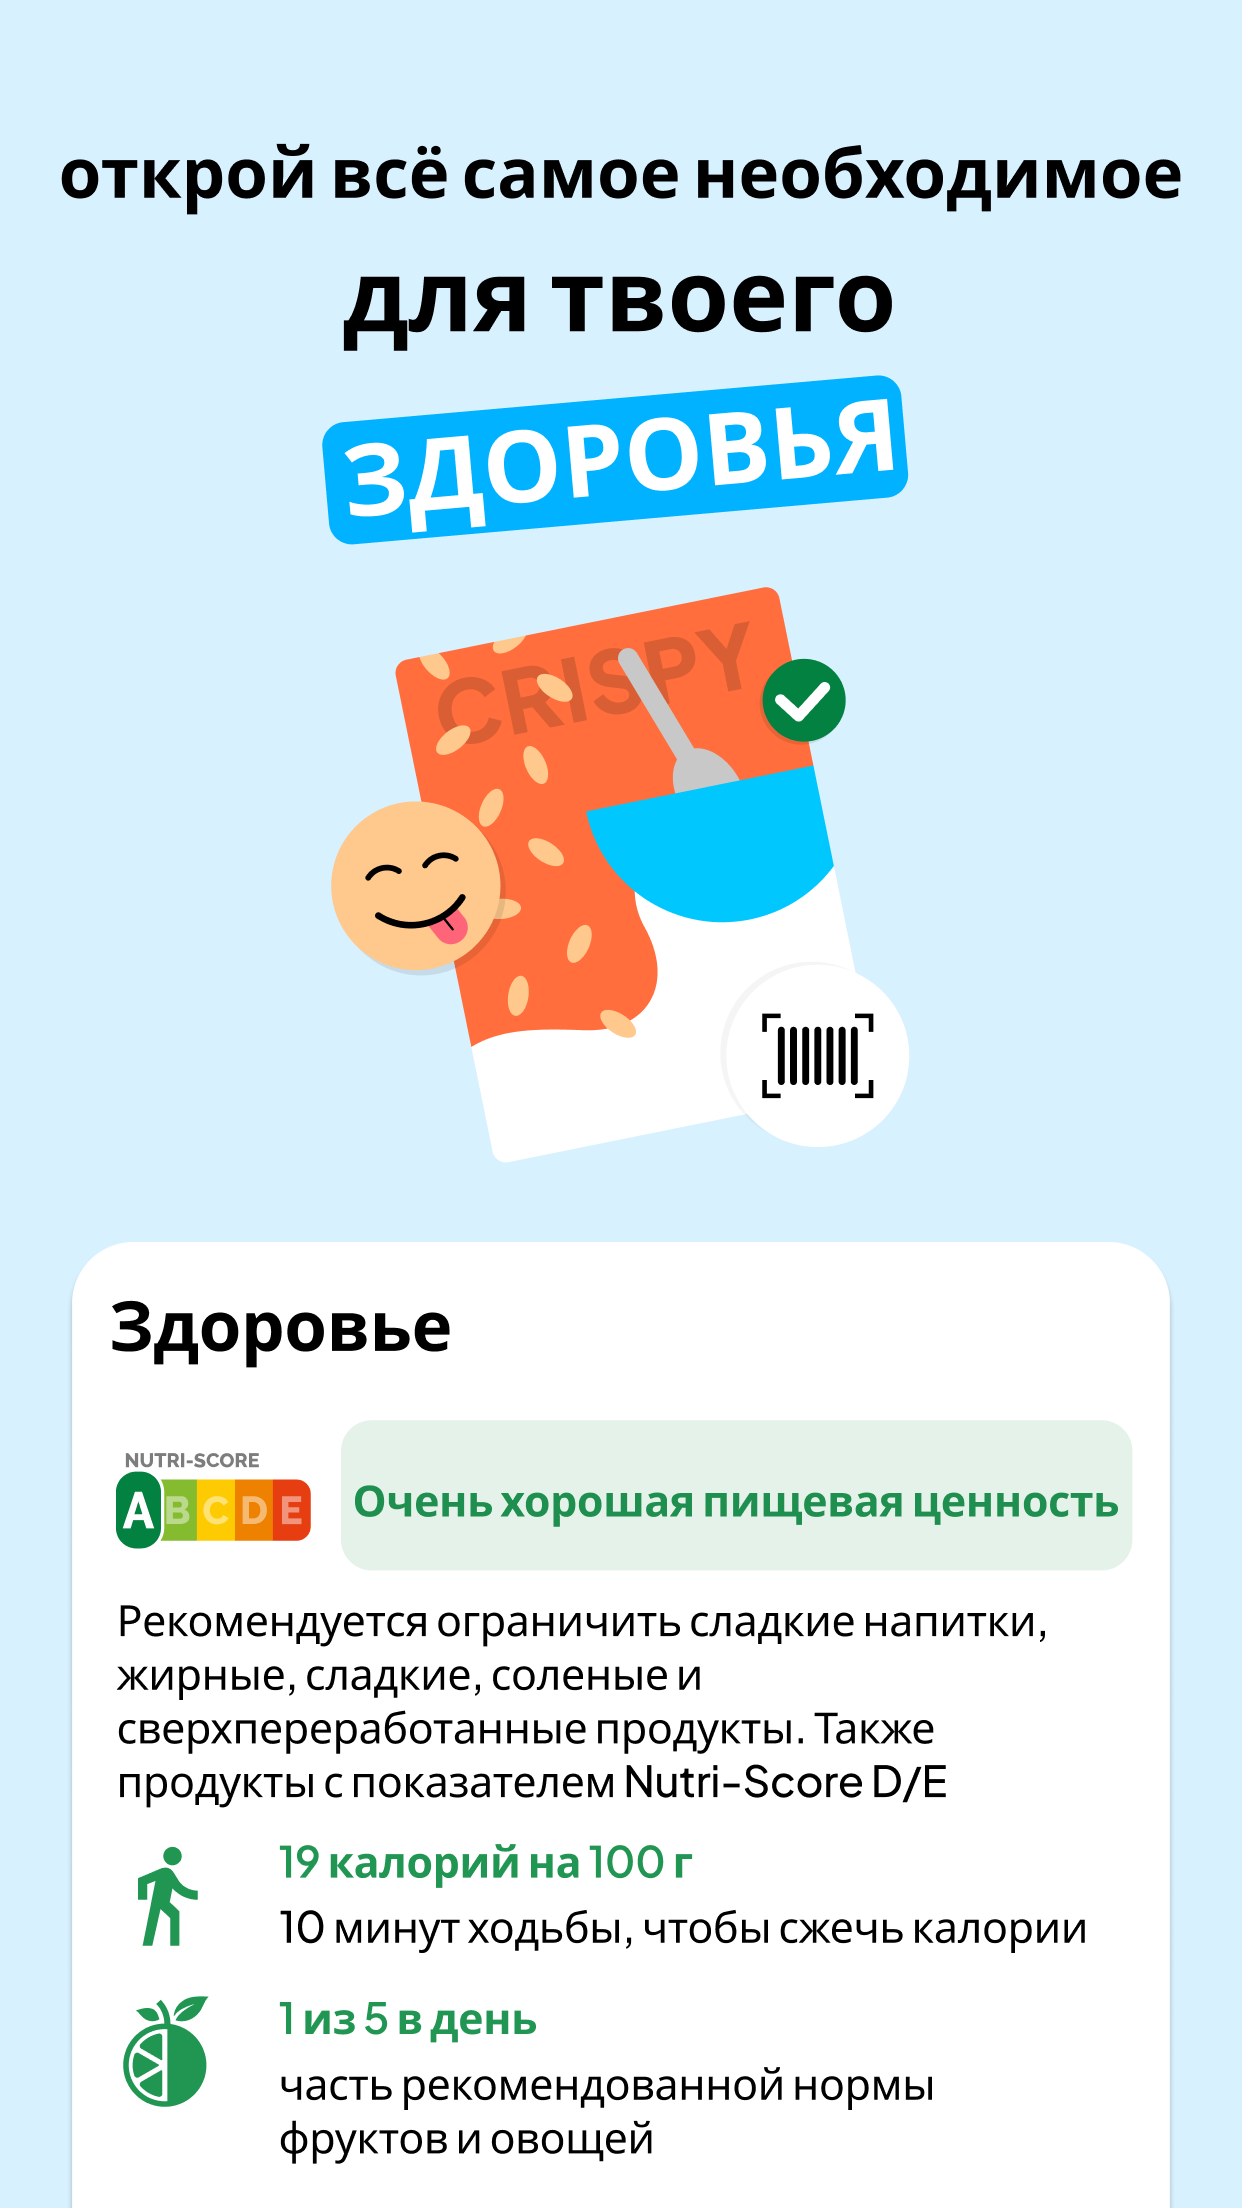 открой всё самое необходимое
для твоего
ЗДОРОВЬЯ
CRISPY
Здоровье
NUTRI-SCORE
A B C D E
Очень хорошая пищевая ценность
Рекомендуется ограничить сладкие напитки,
жирные, сладкие, соленые и
сверхпереработанные продукты. Также
продукты с показателем Nutri-Score D/E
19 калорий на 100 г
10 минут ходьбы, чтобы сжечь калории
1 из 5 в день
часть рекомендованной нормы
фруктов и овощей